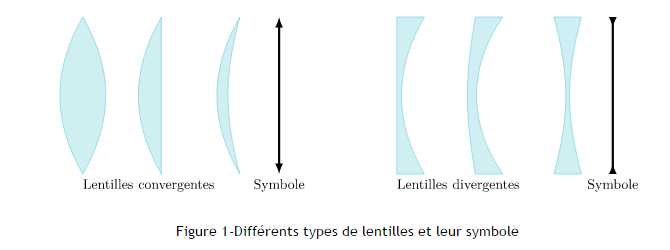 Lentilles convergentes Symbole Lentilles divergentes Symbole
Figure 1-Différents types de lentilles et leur symbole